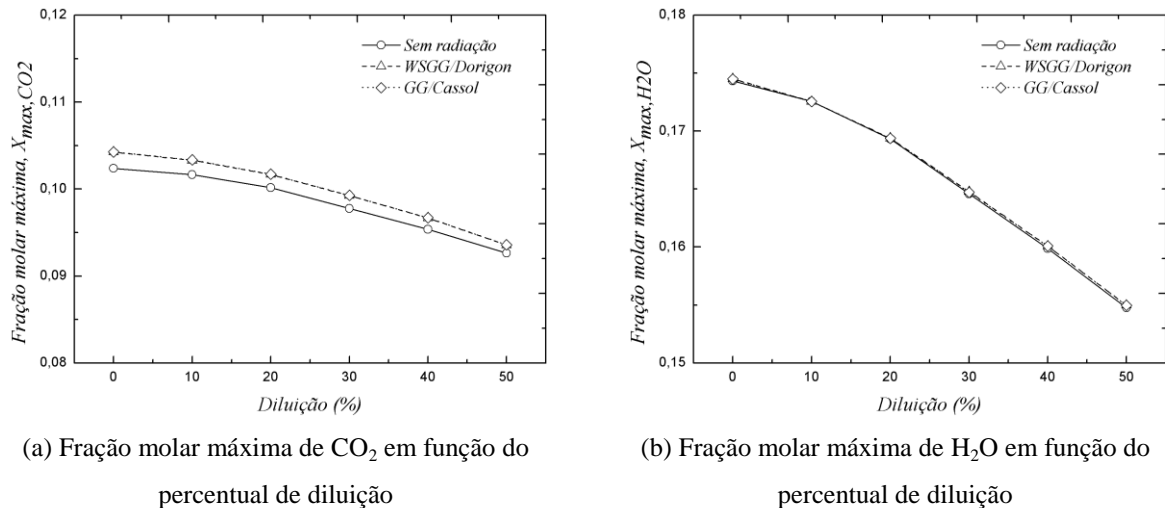 0,12
0,11
0,10
0,09
0,08
Fração molar máxima, X_max,CO2
Sem radiação
WSGG/Dorigon
GG/Cassol
0 10 20 30 40 50
Diluição (%)
(a) Fração molar máxima de CO₂ em função do
percentual de diluição
0,18
0,17
0,16
0,15
Fração molar máxima, X_max,H2O
Sem radiação
WSGG/Dorigon
GG/Cassol
0 10 20 30 40 50
Diluição (%)
(b) Fração molar máxima de H₂O em função do
percentual de diluição